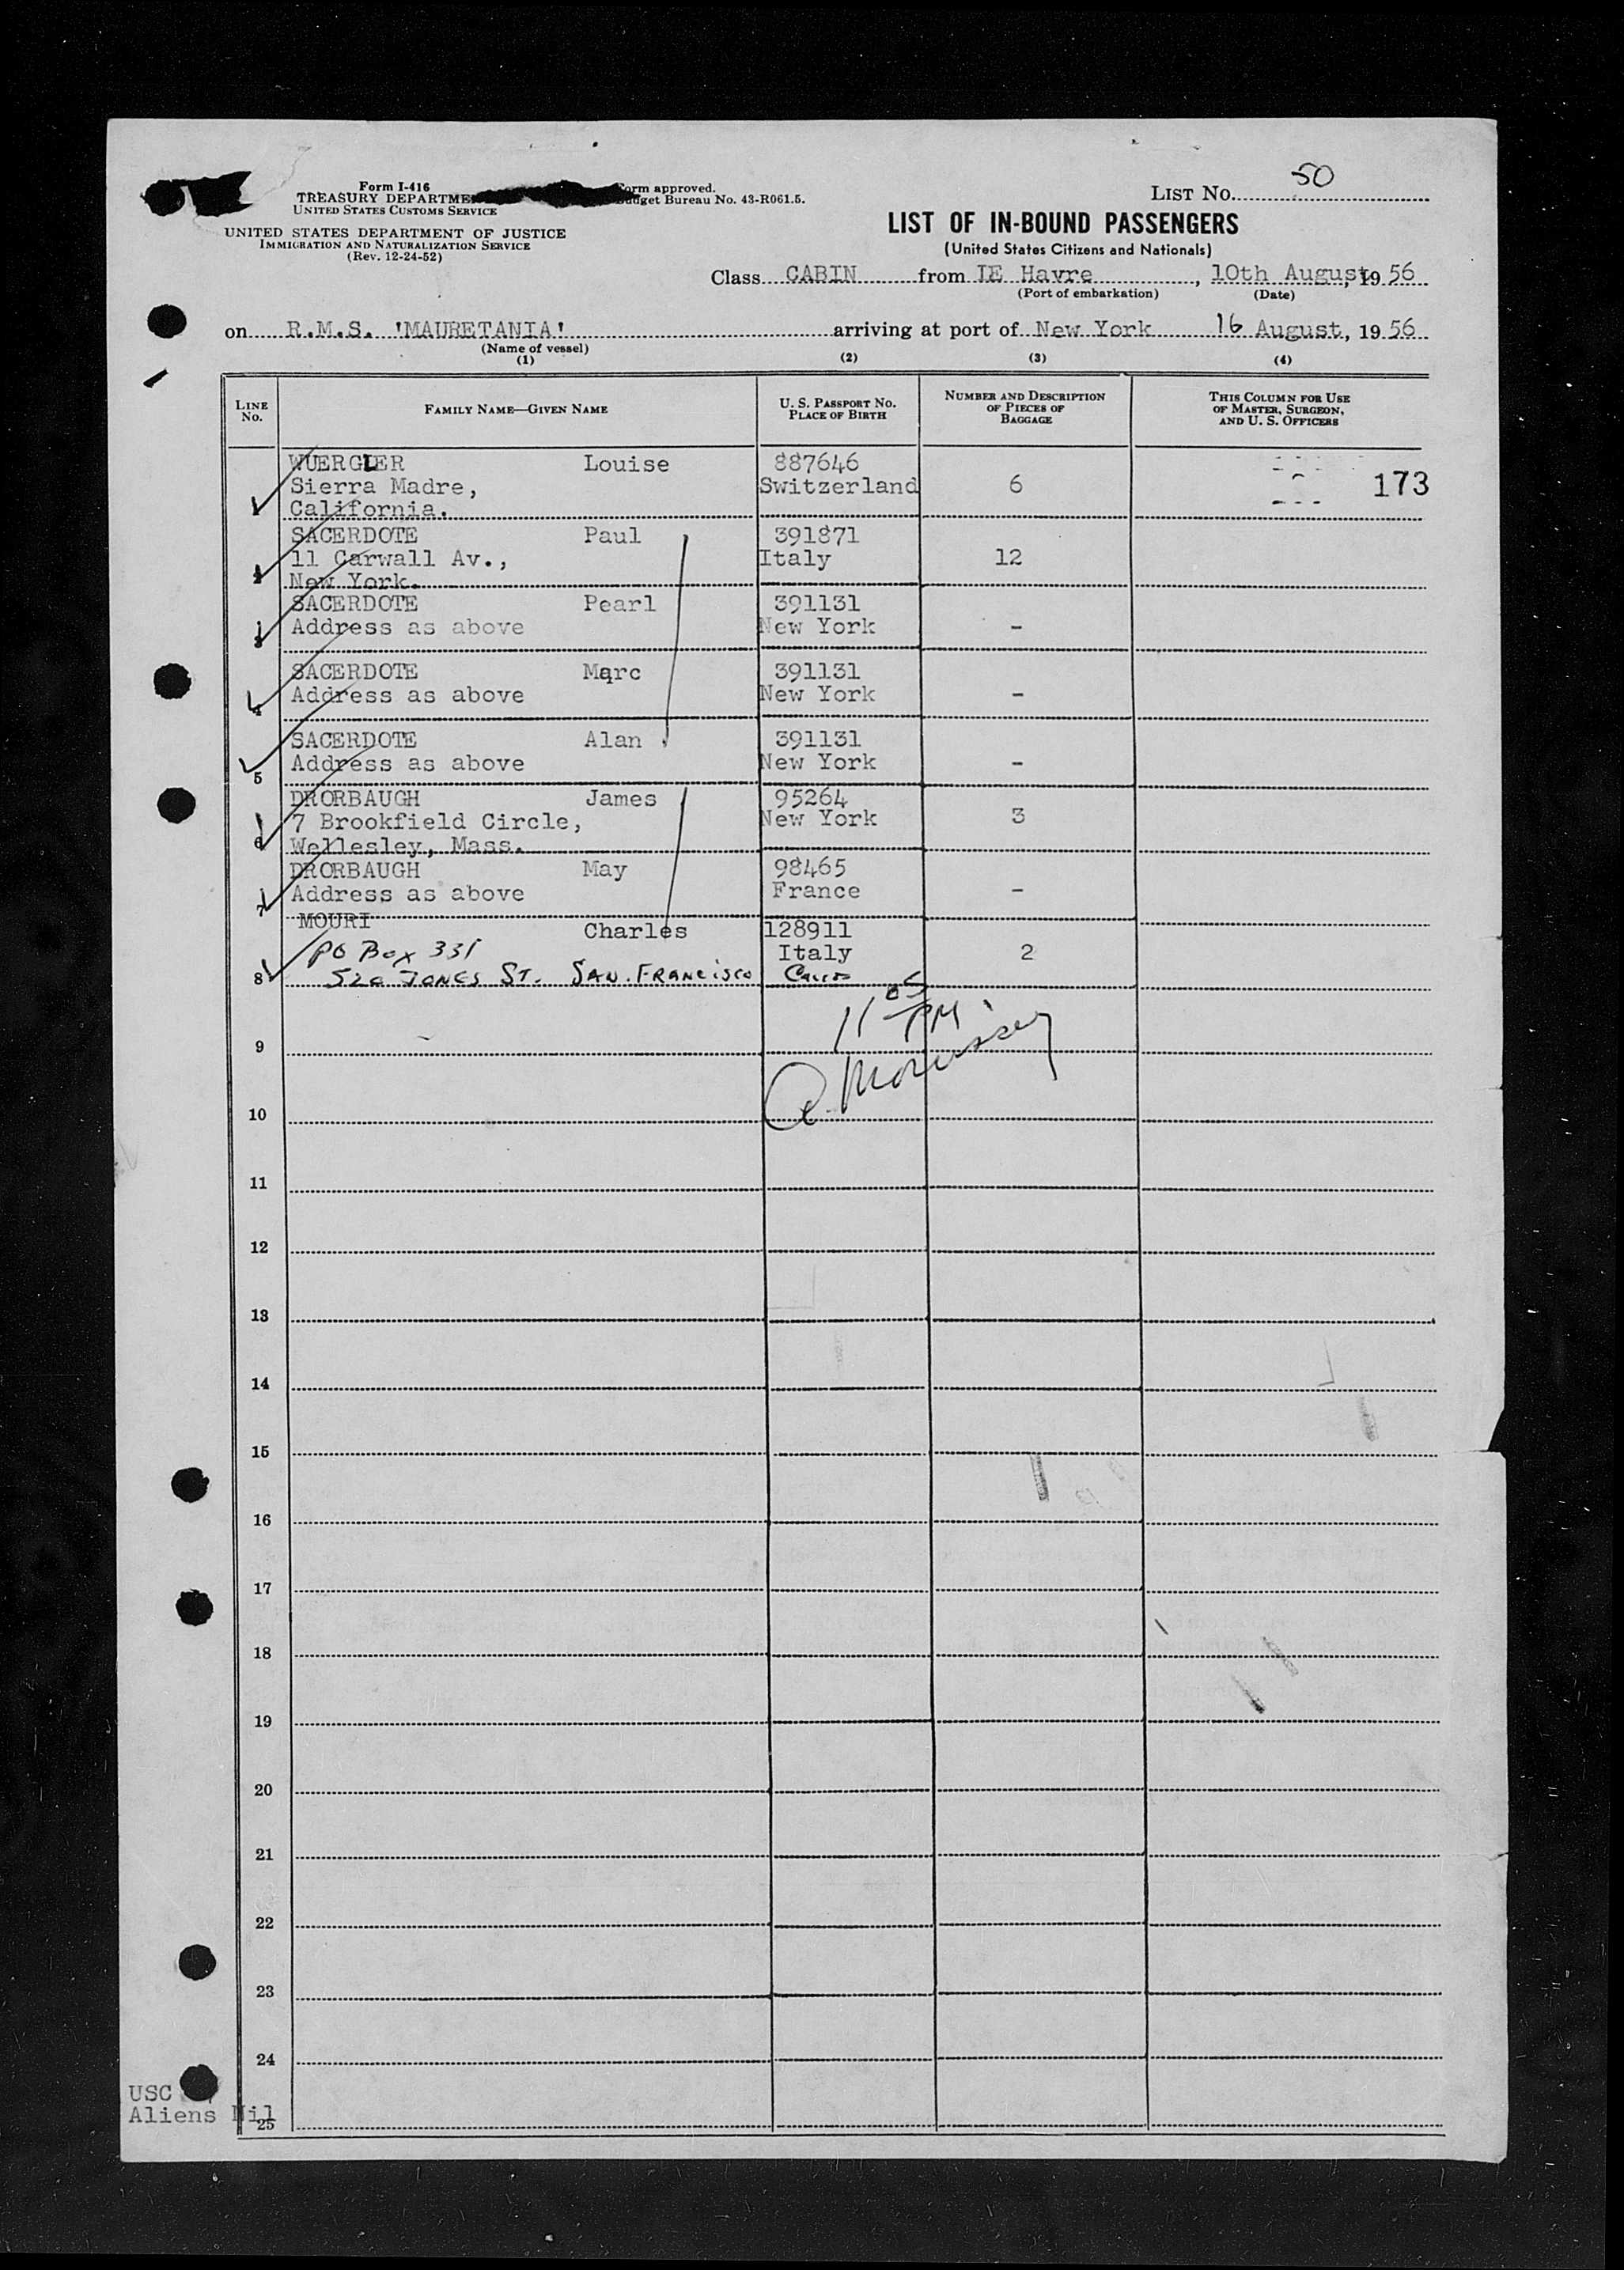 Form I-416
TREASURY DEPARTME
UNITED STATES CUSTOMS SERVICE
Form approved.
Budget Bureau No. 43-R061.5.
UNITED STATES DEPARTMENT OF JUSTICE
IMMIGRATION AND NATURALIZATION SERVICE
(Rev. 12-24-52)
LIST NO. 50
LIST OF IN-BOUND PASSENGERS
(United States Citizens and Nationals)
Class CABIN from IE Havre, 10th August, 1956
(Port of embarkation) (Date)
on R.M.S. 'MAURETANIA' arriving at port of New York 16 August, 1956
(Name of vessel)
(1) (2) (3) (4)
LINE NO. FAMILY NAME—GIVEN NAME U. S. PASSPORT NO. PLACE OF BIRTH NUMBER AND DESCRIPTION OF PIECES OF BAGGAGE THIS COLUMN FOR USE OF MASTER, SURGEON, AND U. S. OFFICERS
WUERGLER Louise 887646
Sierra Madre, Switzerland 6 173
California.
SACERDOTE Paul 391871
11 Carwall Av., Italy 12
New York.
SACERDOTE Pearl 391131
3 Address as above New York -
SACERDOTE Marc 391131
4 Address as above New York -
SACERDOTE Alan 391131
5 Address as above New York -
DRORBAUGH James 95264
7 Brookfield Circle, New York 3
6 Wellesley, Mass.
DRORBAUGH May 98465
7 Address as above France -
MOURI Charles 128911
PO Box 331 Italy 2
8 520 JONES ST. SAN. FRANCISCO
11 05 PM
9
A. Morrissey
10
11
12
13
14
15
16
17
18
19
20
21
22
23
24
USC
Aliens Nil
25